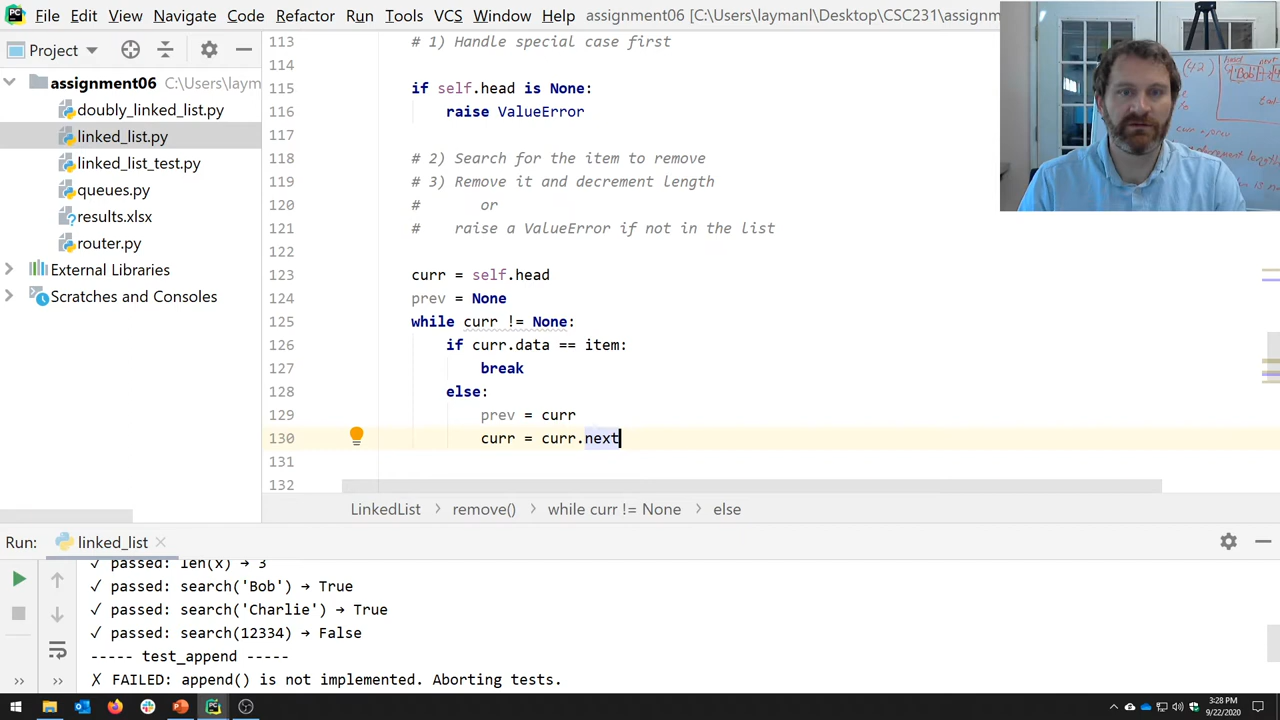 File Edit View Navigate Code Refactor Run Tools VCS Window Help assignment06 [C:\Users\laymanl\Desktop\CSC231\assignm
Project
assignment06 C:\Users\laym
doubly_linked_list.py
linked_list.py
linked_list_test.py
queues.py
results.xlsx
router.py
External Libraries
Scratches and Consoles
113 # 1) Handle special case first
114
115 if self.head is None:
116 raise ValueError
117
118 # 2) Search for the item to remove
119 # 3) Remove it and decrement length
120 # or
121 # raise a ValueError if not in the list
122
123 curr = self.head
124 prev = None
125 while curr != None:
126 if curr.data == item:
127 break
128 else:
129 prev = curr
130 curr = curr.next
131
132
LinkedList › remove() › while curr != None › else
Run: linked_list
✓ passed: len(x) → 3
✓ passed: search('Bob') → True
✓ passed: search('Charlie') → True
✓ passed: search(12334) → False
----- test_append -----
✗ FAILED: append() is not implemented. Aborting tests.
3:28 PM
9/22/2020
(42)
head
next
'Bob'